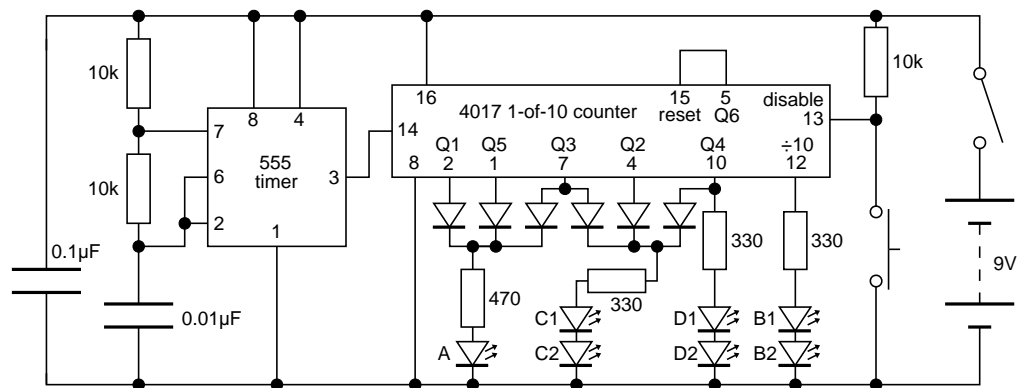 10k
10k
0.1µF
0.01µF
7
6
2
8
4
555
timer
3
1
14
16
4017 1-of-10 counter
15
reset
5
Q6
disable
13
8
Q1
2
Q5
1
Q3
7
Q2
4
Q4
10
÷10
12
10k
470
330
330
330
A
C1
C2
D1
D2
B1
B2
9V